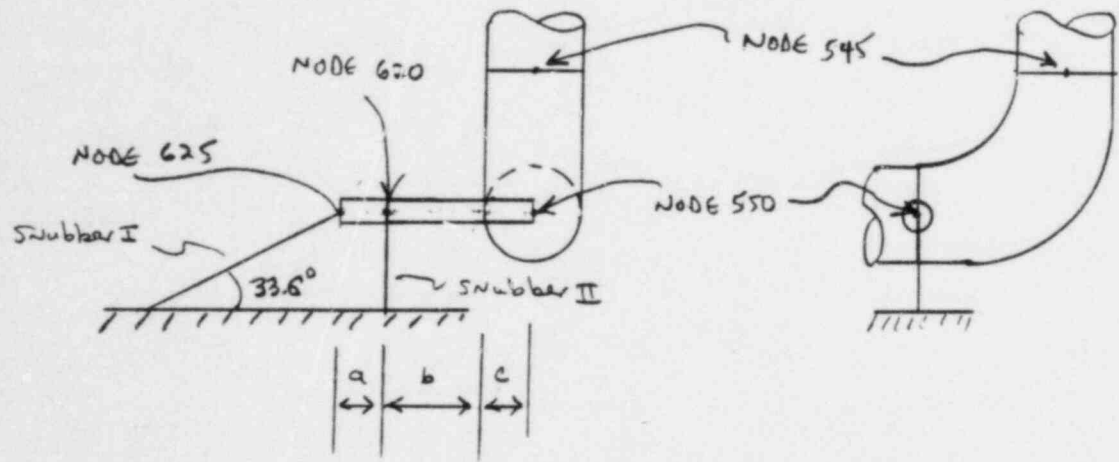 NODE 545
NODE 620
NODE 625
NODE 550
Snubber I
33.6°
Snubber II
a
b
c